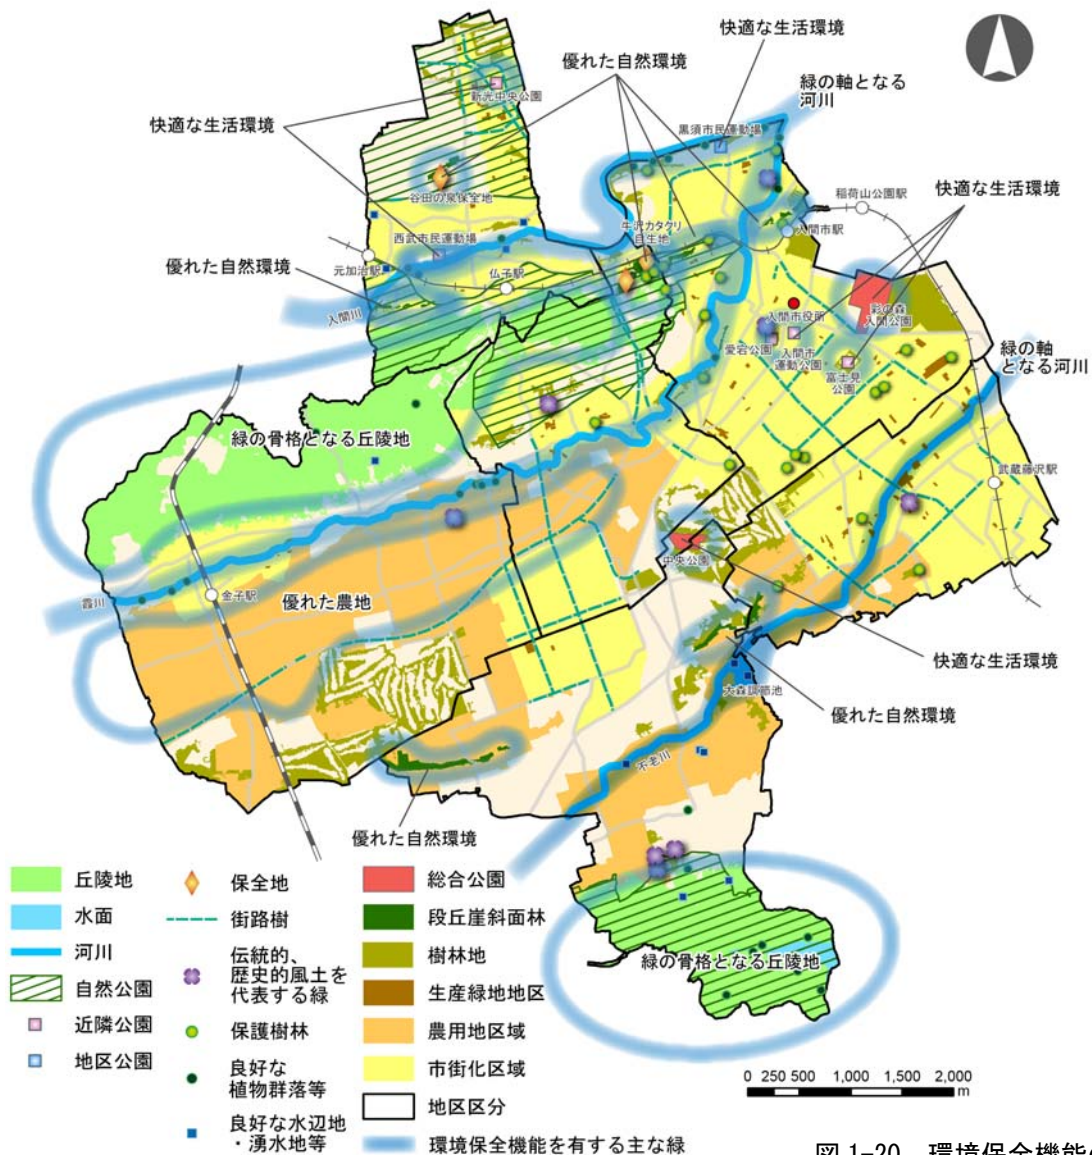 快適な生活環境
優れた自然環境
緑の軸となる
河川
新光中央公園
快適な生活環境
黒須市民運動場
谷田の泉保全地
稲荷山公園駅
快適な生活環境
牛沢カタクリ
自生地
入間市駅
西武市民運動場
元加治駅
仏子駅
優れた自然環境
入間川
彩の森
入間公園
入間市役所
愛宕公園
入間市
運動公園
富士見
公園
緑の軸
となる河川
緑の骨格となる丘陵地
武蔵藤沢駅
中央公園
霞川
金子駅
優れた農地
快適な生活環境
大森調節池
優れた自然環境
不老川
優れた自然環境
緑の骨格となる丘陵地
丘陵地
水面
河川
自然公園
近隣公園
地区公園
保全地
街路樹
伝統的、
歴史的風土を
代表する緑
保護樹林
良好な
植物群落等
良好な水辺地
・湧水地等
総合公園
段丘崖斜面林
樹林地
生産緑地地区
農用地区域
市街化区域
地区区分
環境保全機能を有する主な緑
0 250 500 1,000 1,500 2,000
m
図 1-20 環境保全機能